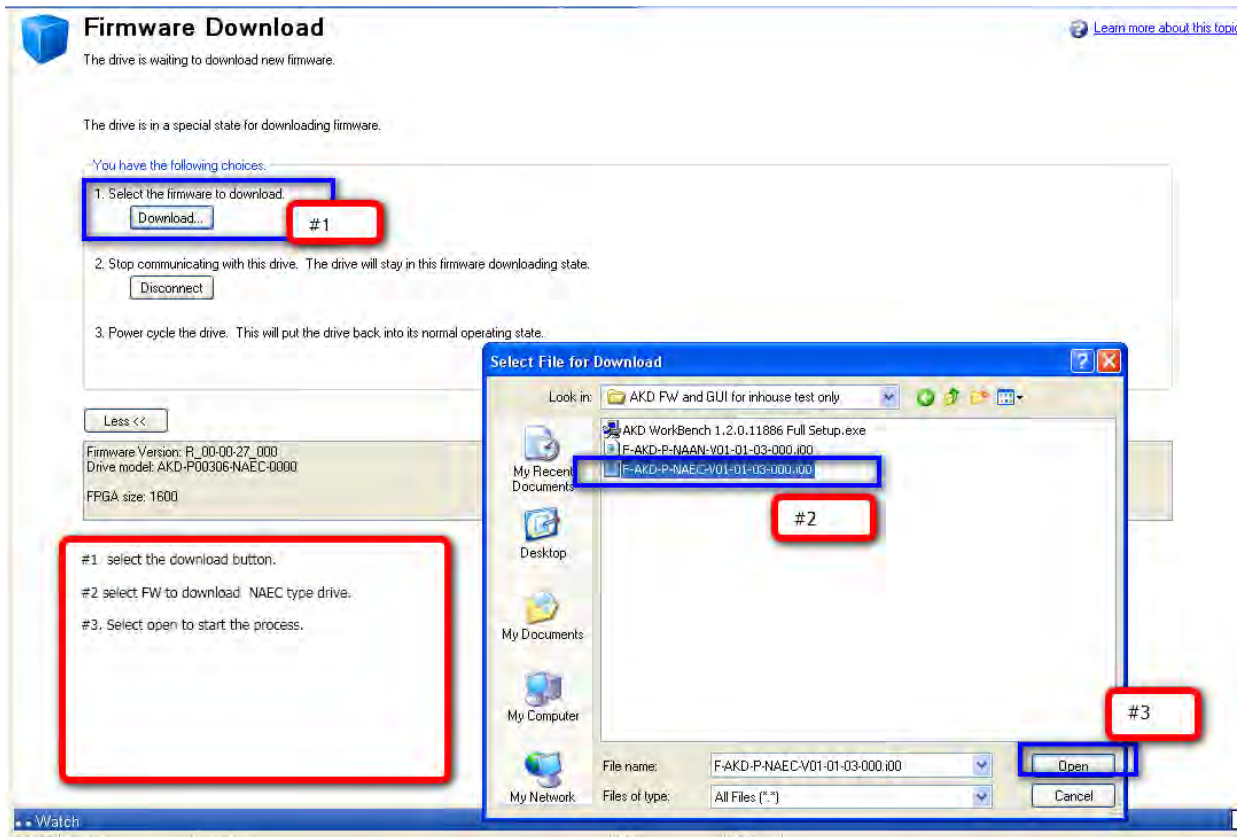 Firmware Download
Learn more about this topic
The drive is waiting to download new firmware.
The drive is in a special state for downloading firmware.
You have the following choices.
1. Select the firmware to download.
Download...
#1
2. Stop communicating with this drive. The drive will stay in this firmware downloading state.
Disconnect
3. Power cycle the drive. This will put the drive back into its normal operating state.
Less <<
Firmware Version: R_00-00-27_000
Drive model: AKD-P00306-NAEC-0000
FPGA size: 1600
#1 select the download button.
#2 select FW to download NAEC type drive.
#3. Select open to start the process.
Select File for Download
Look in:
AKD FW and GUI for inhouse test only
AKD WorkBench 1.2.0.11886 Full Setup.exe
F-AKD-P-NAAN-V01-01-03-000.i00
F-AKD-P-NAEC-V01-01-03-000.i00
#2
My Recent
Documents
Desktop
My Documents
My Computer
My Network
#3
File name:
F-AKD-P-NAEC-V01-01-03-000.i00
Open
Files of type:
All Files (*.*)
Cancel
Watch